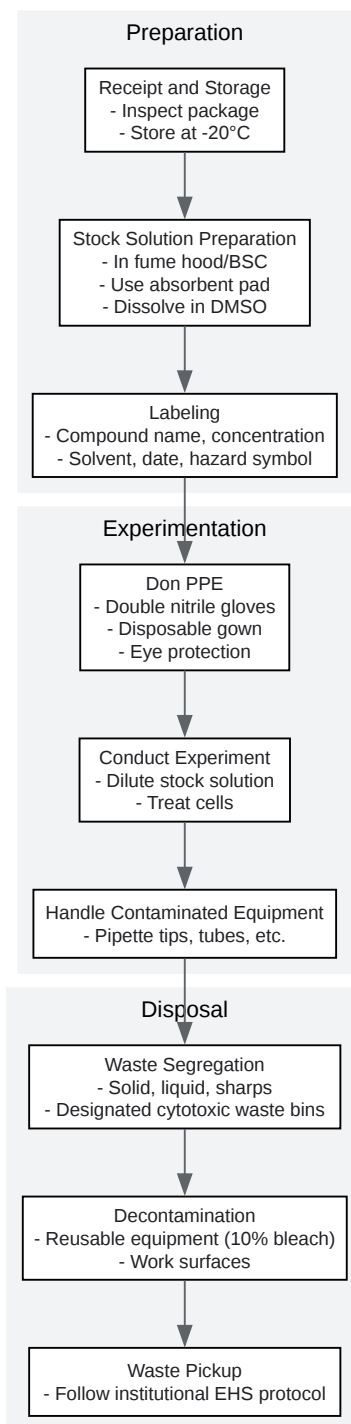 Preparation
Receipt and Storage
- Inspect package
- Store at -20°C
Stock Solution Preparation
- In fume hood/BSC
- Use absorbent pad
- Dissolve in DMSO
Labeling
- Compound name, concentration
- Solvent, date, hazard symbol
Experimentation
Don PPE
- Double nitrile gloves
- Disposable gown
- Eye protection
Conduct Experiment
- Dilute stock solution
- Treat cells
Handle Contaminated Equipment
- Pipette tips, tubes, etc.
Disposal
Waste Segregation
- Solid, liquid, sharps
- Designated cytotoxic waste bins
Decontamination
- Reusable equipment (10% bleach)
- Work surfaces
Waste Pickup
- Follow institutional EHS protocol